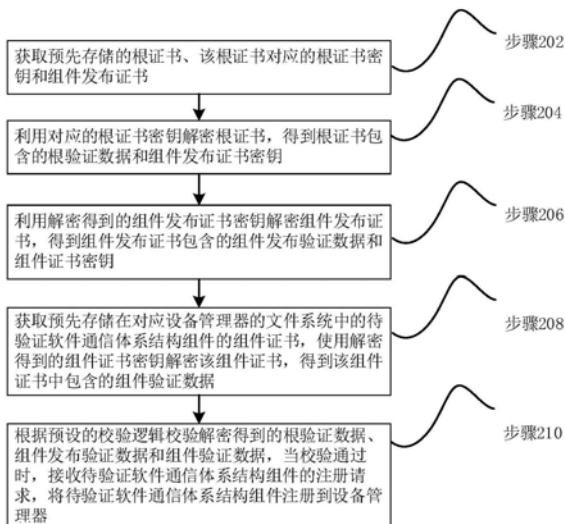 获取预先存储的根证书、该根证书对应的根证书密
钥和组件发布证书
步骤202
利用对应的根证书密钥解密根证书，得到根证书包
含的根验证数据和组件发布证书密钥
步骤204
利用解密得到的组件发布证书密钥解密组件发布证
书，得到组件发布证书包含的组件发布验证数据和
组件证书密钥
步骤206
获取预先存储在对应设备管理器的文件系统中的待
验证软件通信体系结构组件的组件证书，使用解密
得到的组件证书密钥解密该组件证书，得到该组件
证书中包含的组件验证数据
步骤208
根据预设的校验逻辑校验解密得到的根验证数据、
组件发布验证数据和组件验证数据，当校验通过
时，接收待验证软件通信体系结构组件的注册请
求，将待验证软件通信体系结构组件注册到设备管
理器
步骤210